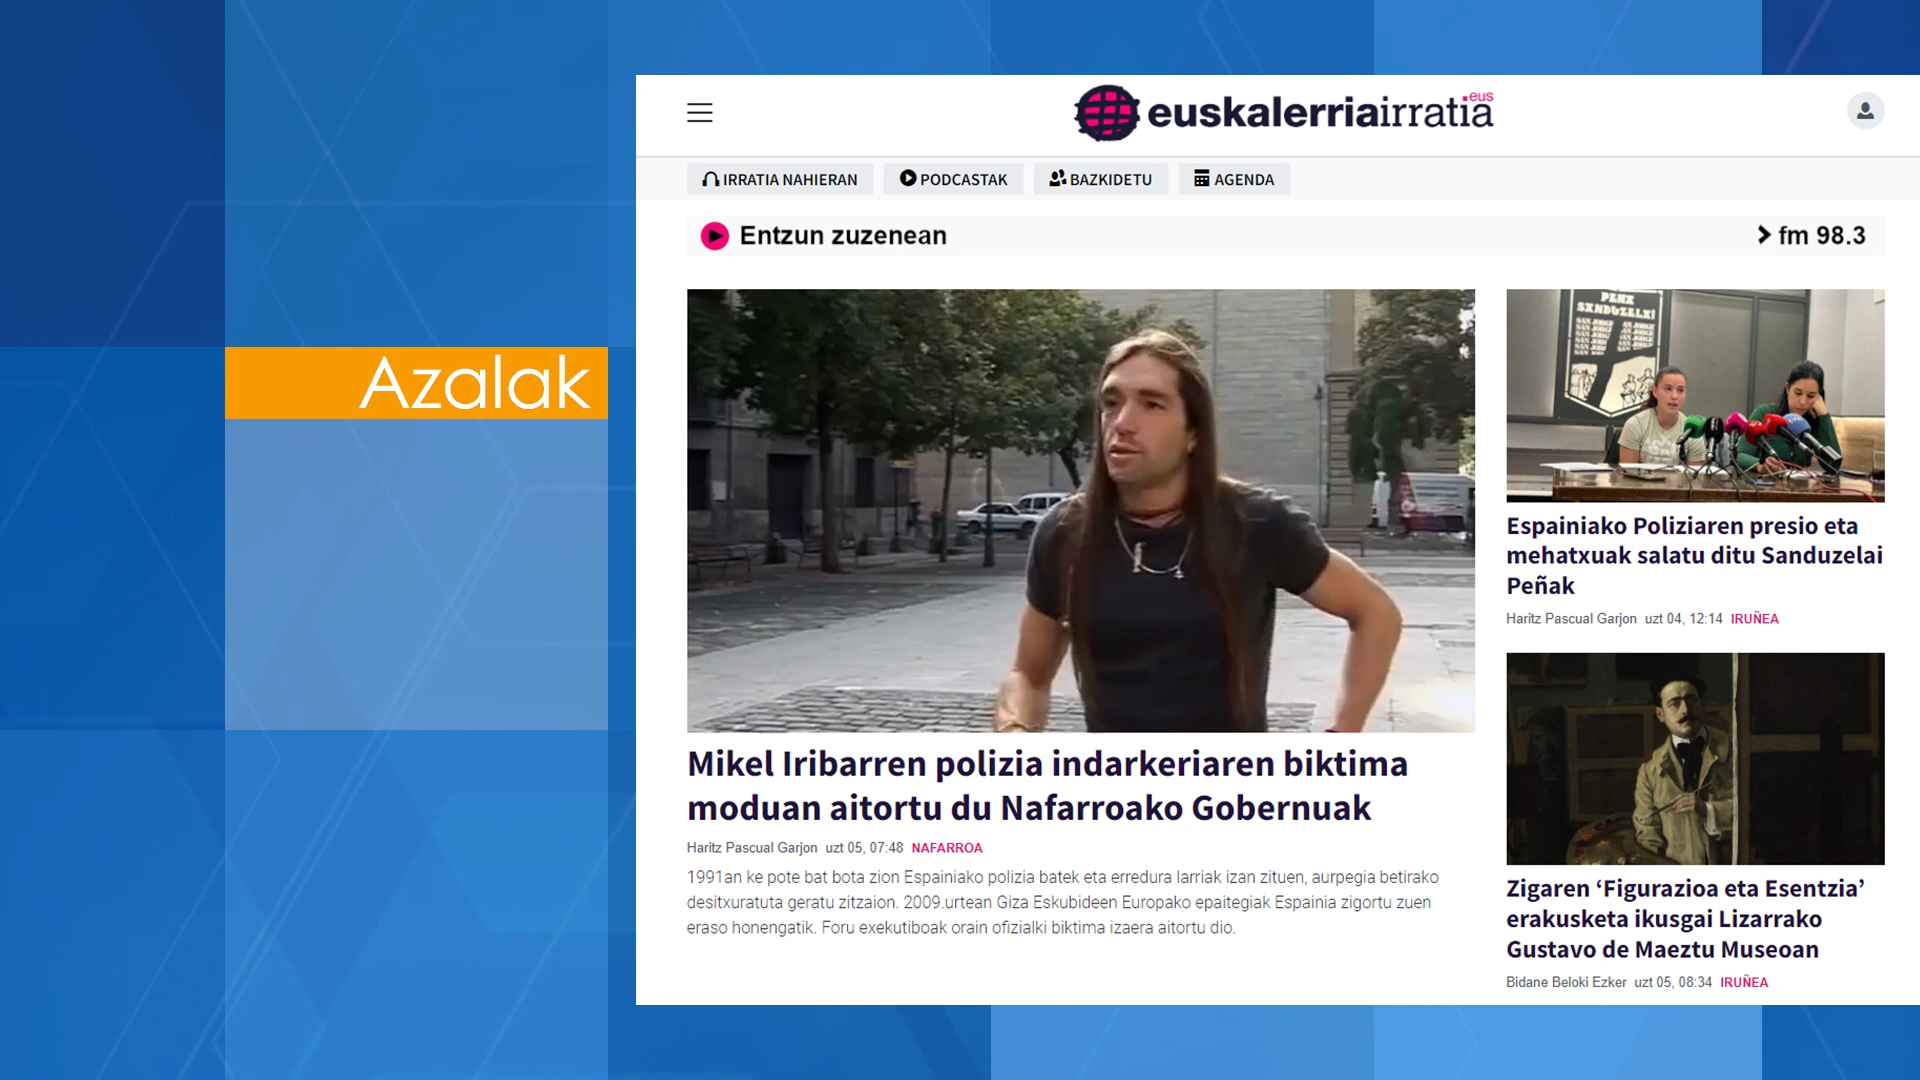 Azalak
euskalerriairratia.eus
IRRATIA NAHIERAN
PODCASTAK
BAZKIDETU
AGENDA
Entzun zuzenean
fm 98.3
Mikel Iribarren polizia indarkeriaren biktima
moduan aitortu du Nafarroako Gobernuak
Haritz Pascual Garjon uzt 05, 07:48 NAFARROA
1991an ke pote bat bota zion Espainiako polizia batek eta erredura larriak izan zituen, aurpegia betirako
desitxuratuta geratu zitzaion. 2009.urtean Giza Eskubideen Europako epaitegiak Espainia zigortu zuen
eraso honengatik. Foru exekutiboak orain ofizialki biktima izaera aitortu dio.
PENA
SANDUZELAI
Espainiako Poliziaren presio eta
mehatxuak salatu ditu Sanduzelai
Peñak
Haritz Pascual Garjon uzt 04, 12:14 IRUÑEA
Zigaren ‘Figurazioa eta Esentzia’
erakusketa ikusgai Lizarrako
Gustavo de Maeztu Museoan
Bidane Beloki Ezker uzt 05, 08:34 IRUÑEA